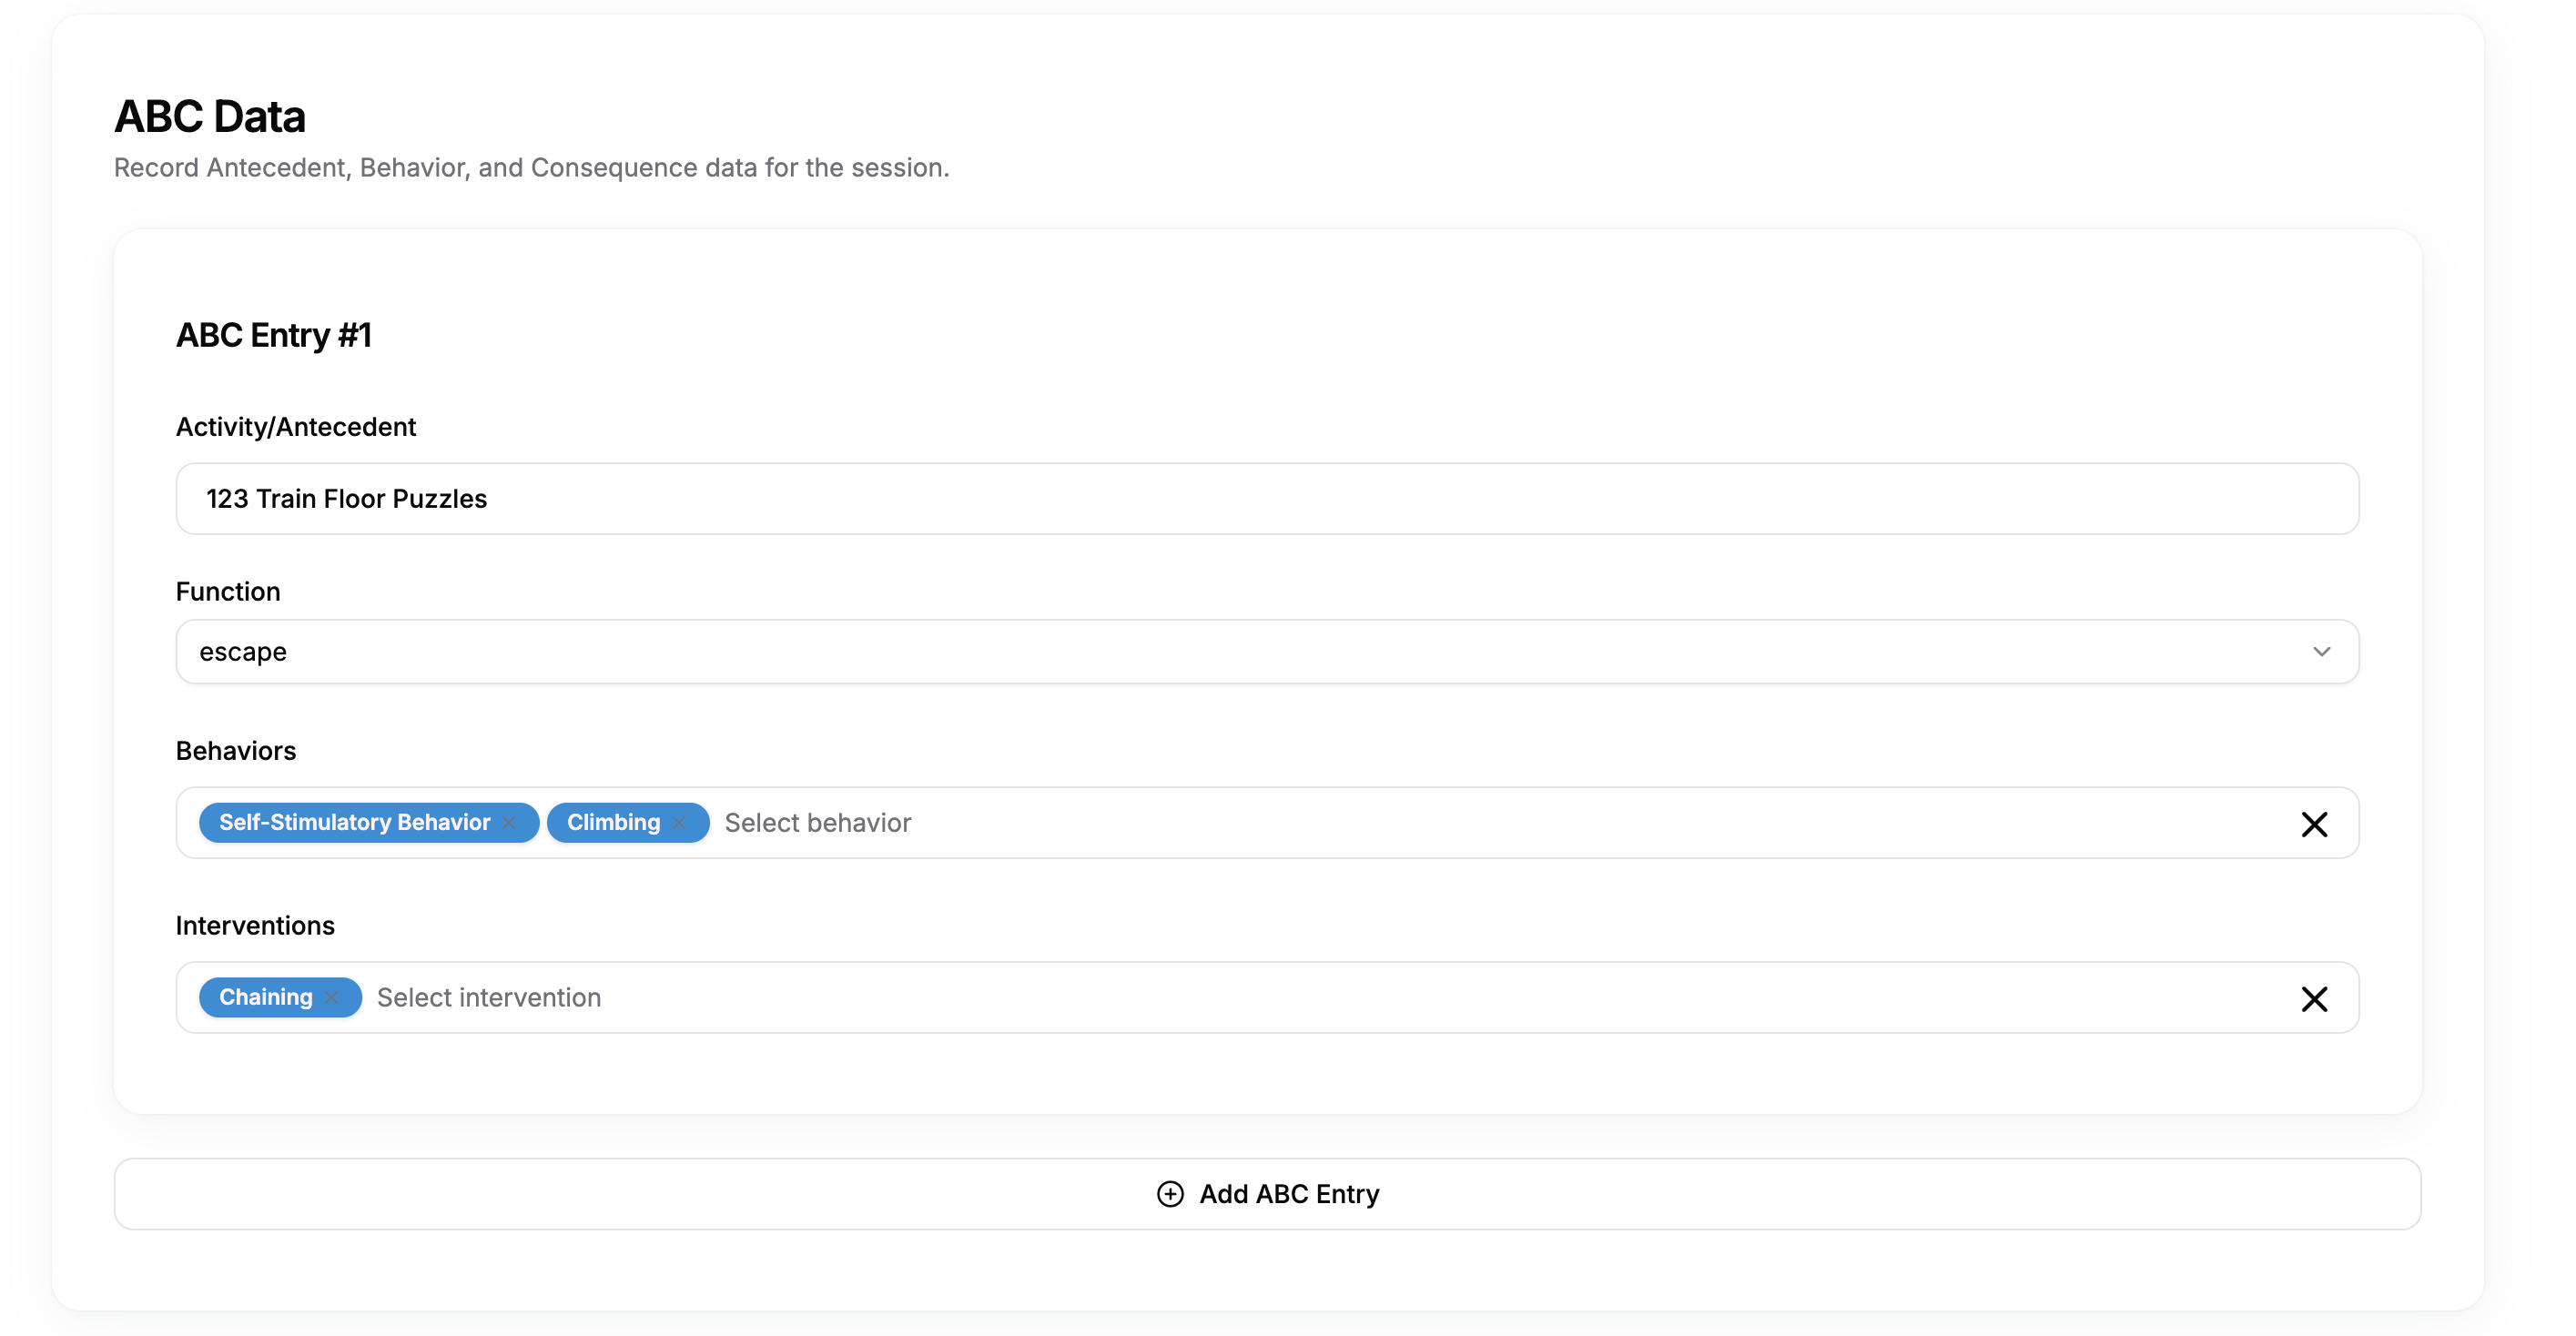 ABC Data
Record Antecedent, Behavior, and Consequence data for the session.
ABC Entry #1
Activity/Antecedent
123 Train Floor Puzzles
Function
escape
Behaviors
Self-Stimulatory Behavior Climbing Select behavior
Interventions
Chaining Select intervention
Add ABC Entry